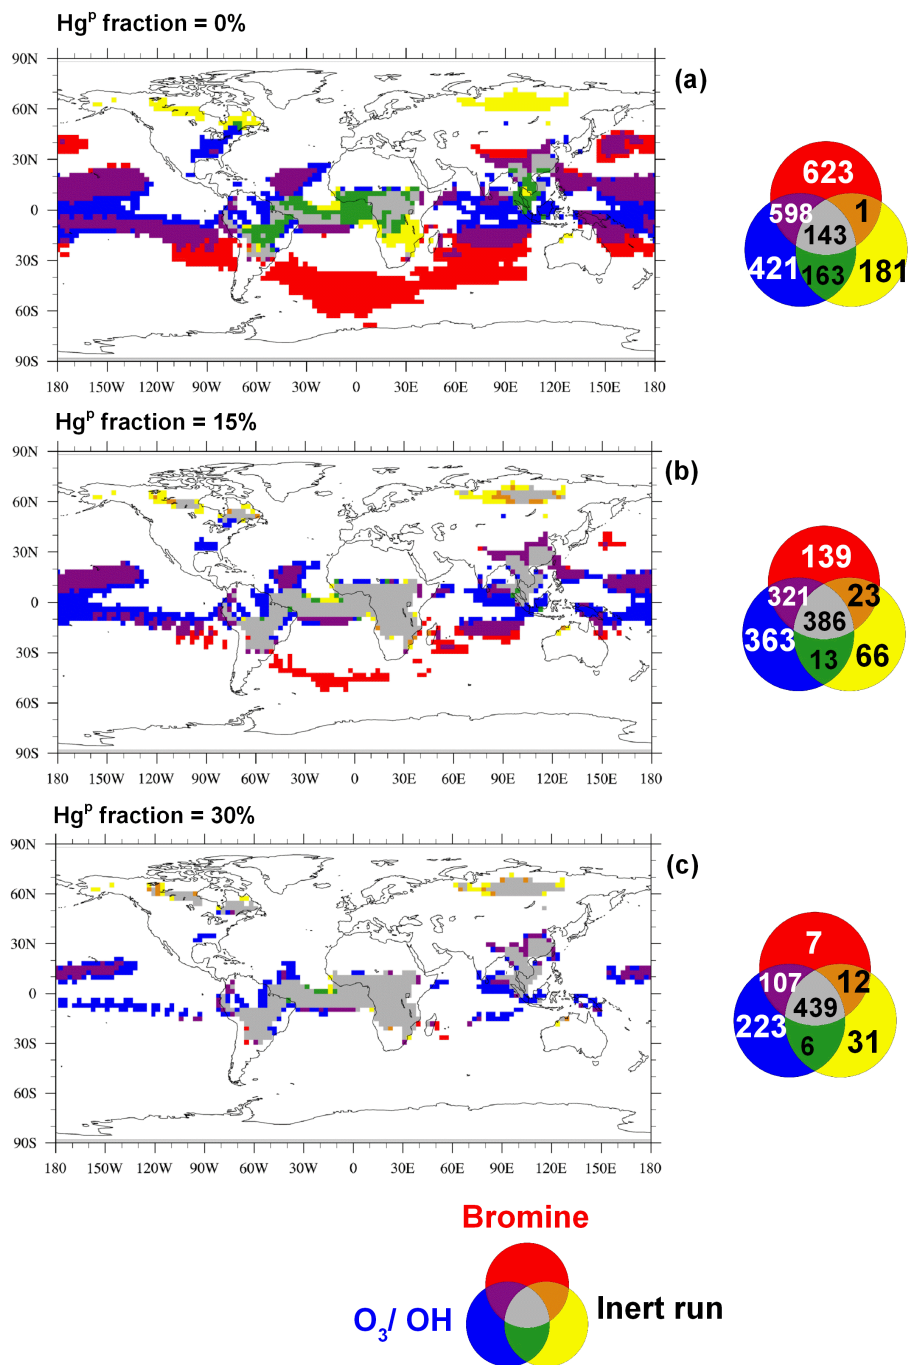 Hgᵖ fraction = 0%
(a)
90N
60N
30N
0
30S
60S
90S
180 150W 120W 90W 60W 30W 0 30E 60E 90E 120E 150E 180
623
598 1
143
421 163 181
Hgᵖ fraction = 15%
(b)
90N
60N
30N
0
30S
60S
90S
180 150W 120W 90W 60W 30W 0 30E 60E 90E 120E 150E 180
139
321 23
386
363 13 66
Hgᵖ fraction = 30%
(c)
90N
60N
30N
0
30S
60S
90S
180 150W 120W 90W 60W 30W 0 30E 60E 90E 120E 150E 180
7
107 12
439
223 6 31
Bromine
O₃/ OH Inert run